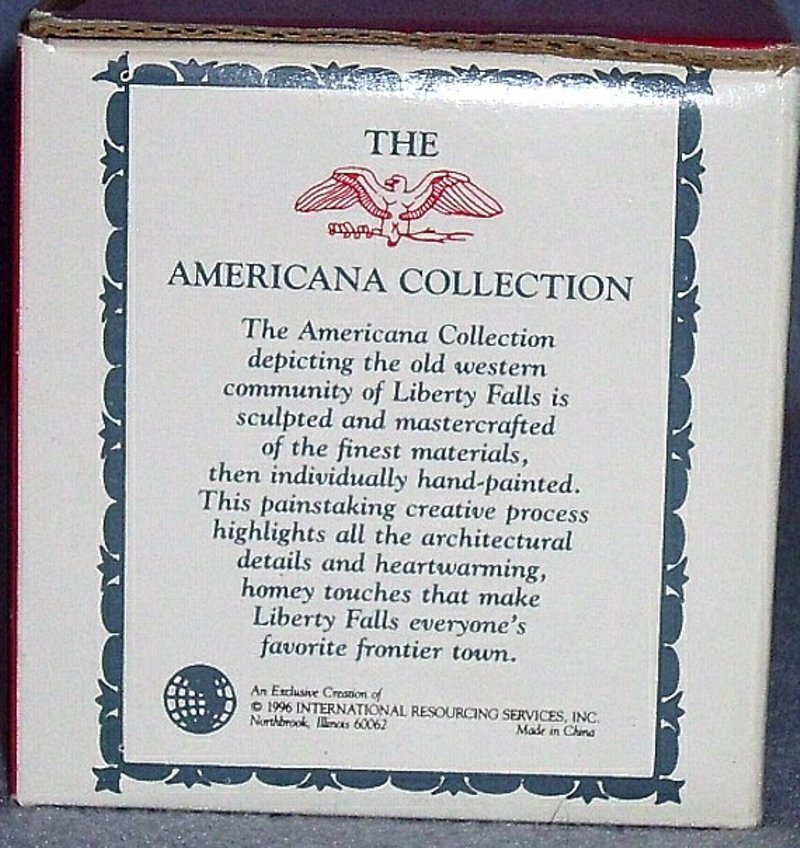 THE
AMERICANA COLLECTION
The Americana Collection
depicting the old western
community of Liberty Falls is
sculpted and mastercrafted
of the finest materials,
then individually hand-painted.
This painstaking creative process
highlights all the architectural
details and heartwarming,
homey touches that make
Liberty Falls everyone's
favorite frontier town.
An Exclusive Creation of
© 1996 INTERNATIONAL RESOURCING SERVICES, INC.
Northbrook, Illinois 60062
Made in China